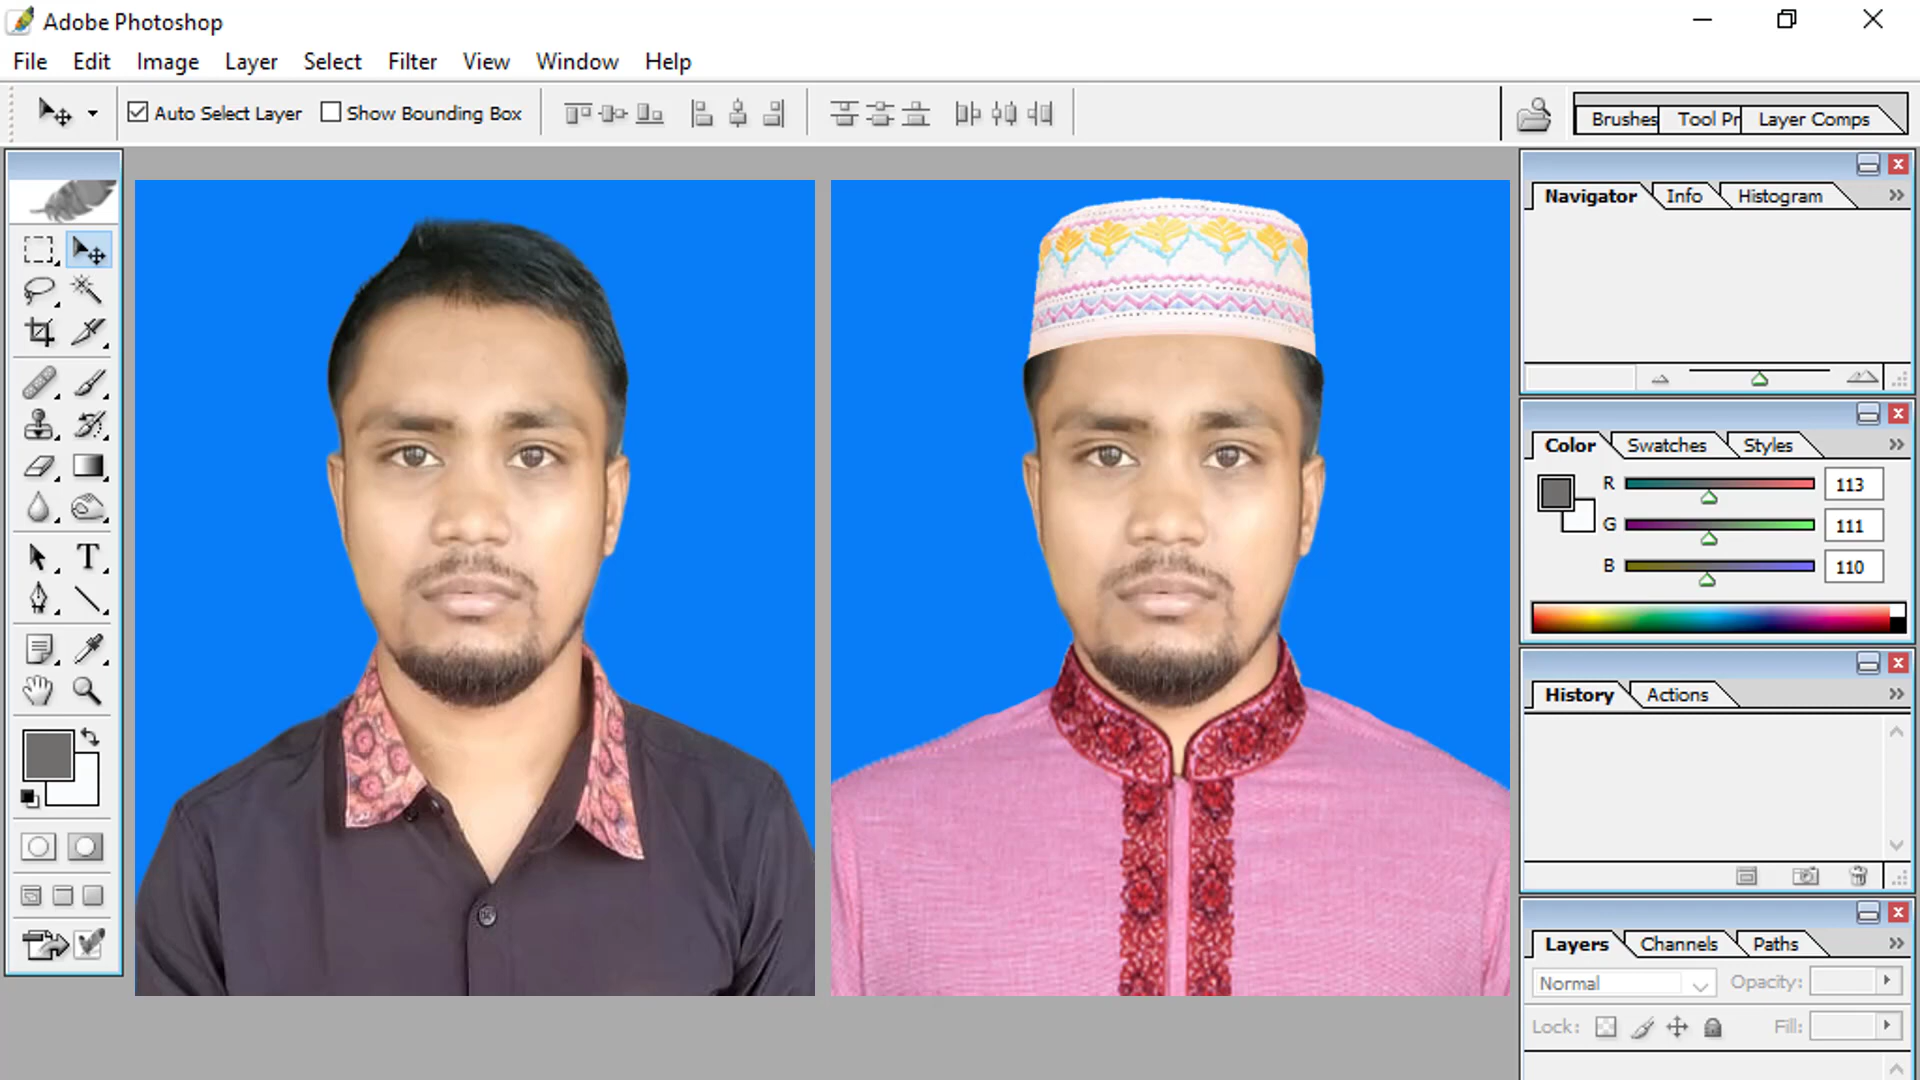 Adobe Photoshop
File Edit Image Layer Select Filter View Window Help
Auto Select Layer Show Bounding Box
Brushes Tool Pr Layer Comps
Navigator Info Histogram
Color Swatches Styles
R 113
G 111
B 110
T
History Actions
Layers Channels Paths
Normal Opacity:
Lock: Fill: